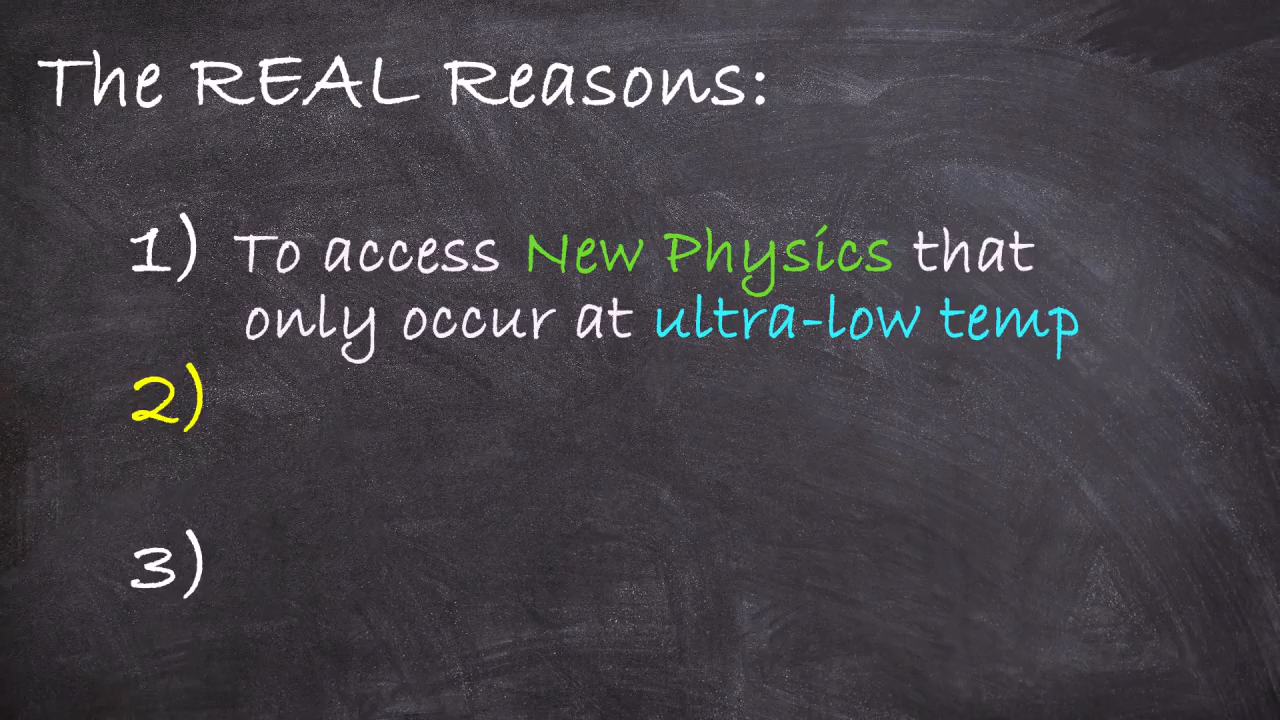 The REAL Reasons:
1) To access New Physics that
only occur at ultra-low temp
2)
3)